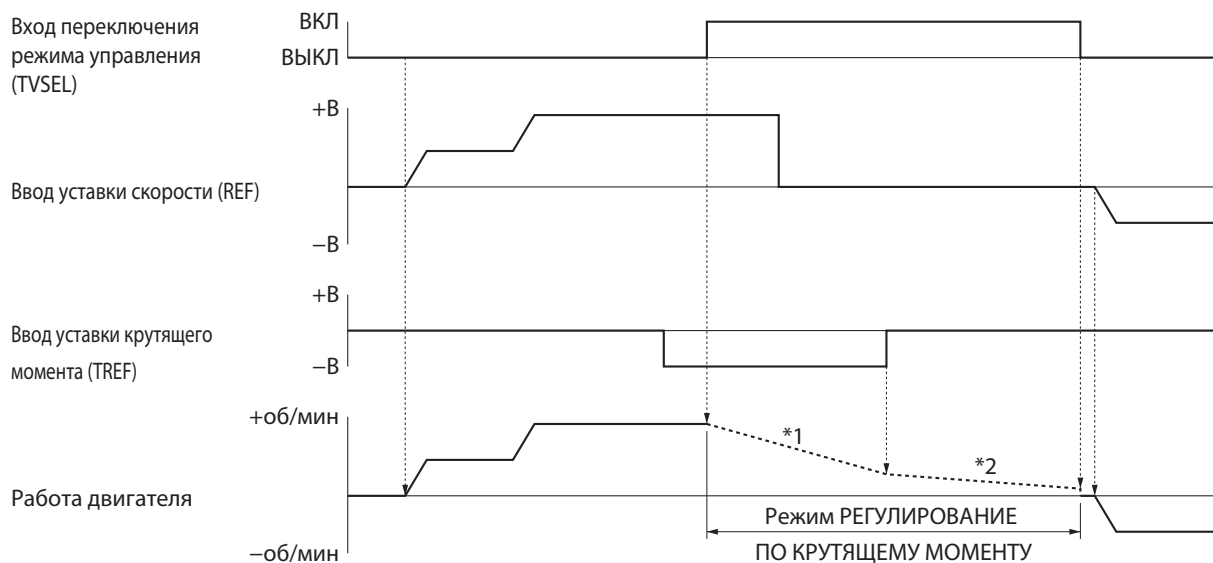 Вход переключения
режима управления
(TVSEL)
ВКЛ
ВЫКЛ
+В
Ввод уставки скорости (REF)
−В
+В
Ввод уставки крутящего
момента (TREF)
−В
+об/мин
*1
*2
Работа двигателя
Режим РЕГУЛИРОВАНИЕ
ПО КРУТЯЩЕМУ МОМЕНТУ
−об/мин